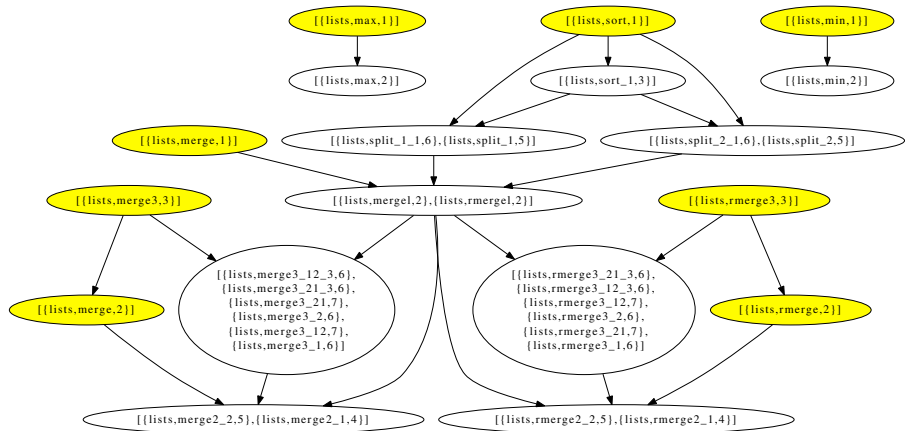 [{lists,max,1}]
[{lists,sort,1}]
[{lists,min,1}]
[{lists,max,2}]
[{lists,sort_1,3}]
[{lists,min,2}]
[{lists,merge,1}]
[{lists,split_1_1,6},{lists,split_1,5}]
[{lists,split_2_1,6},{lists,split_2,5}]
[{lists,merge3,3}]
[{lists,mergel,2},{lists,rmergel,2}]
[{lists,rmerge3,3}]
[{lists,merge3_12_3,6},
{lists,merge3_21_3,6},
{lists,merge3_21,7},
{lists,merge3_2,6},
{lists,merge3_12,7},
{lists,merge3_1,6}]
[{lists,rmerge3_21_3,6},
{lists,rmerge3_12_3,6},
{lists,rmerge3_12,7},
{lists,rmerge3_2,6},
{lists,rmerge3_21,7},
{lists,rmerge3_1,6}]
[{lists,merge,2}]
[{lists,rmerge,2}]
[{lists,merge2_2,5},{lists,merge2_1,4}]
[{lists,rmerge2_2,5},{lists,rmerge2_1,4}]